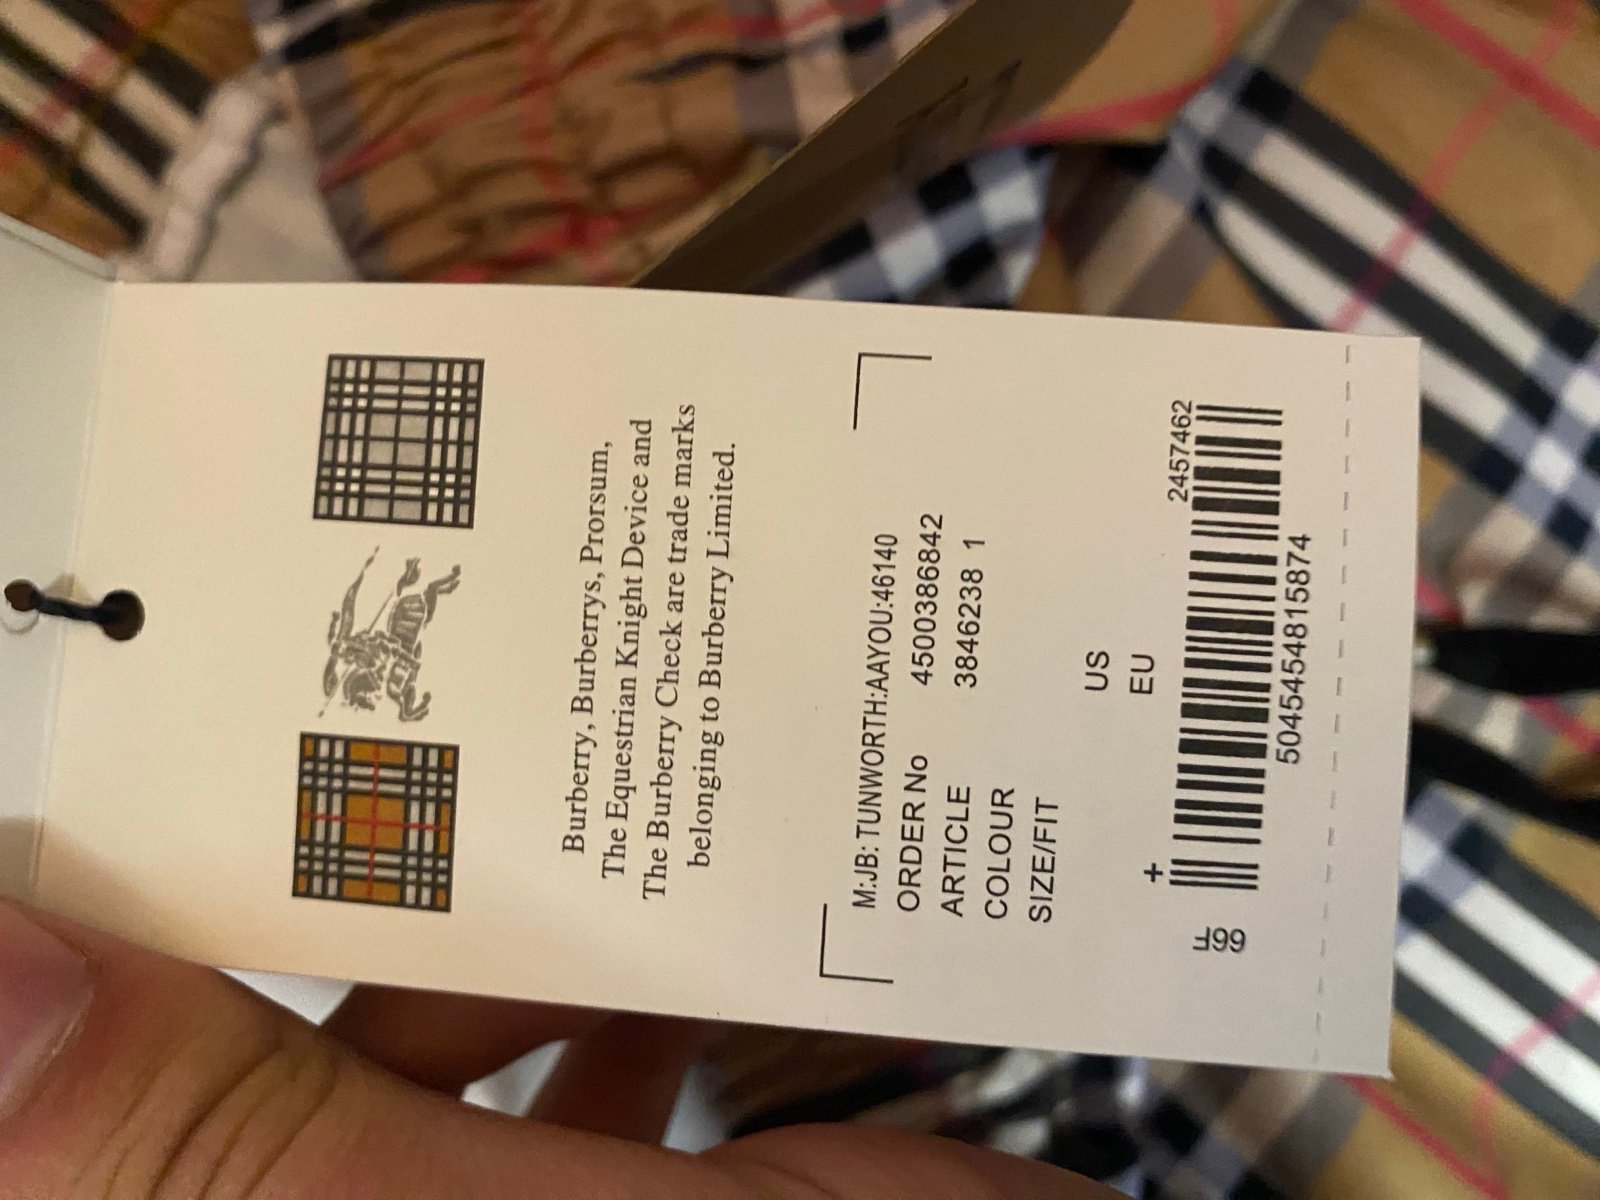 Burberry, Burberrys, Prorsum,
The Equestrian Knight Device and
The Burberry Check are trade marks
belonging to Burberry Limited.
M:JB: TUNWORTH:AAYOU:46140
ORDER No 4500386842
ARTICLE 3846238 1
COLOUR
SIZE/FIT
US
EU
+
2457462
66F
5045454815874